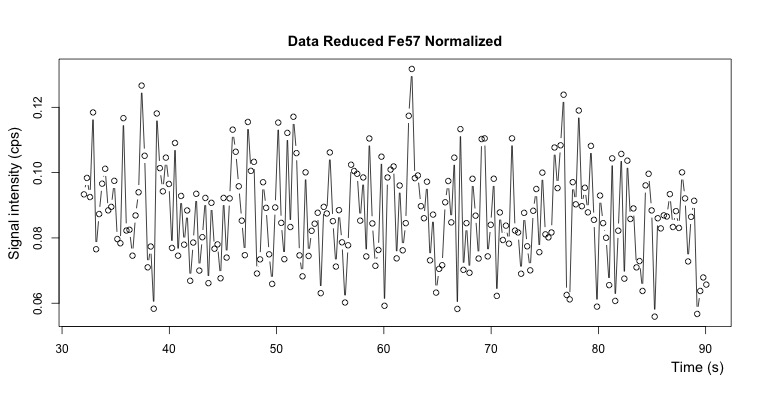 Data Reduced Fe57 Normalized
Signal intensity (cps)
0.12
0.10
0.08
0.06
30 40 50 60 70 80 90
Time (s)